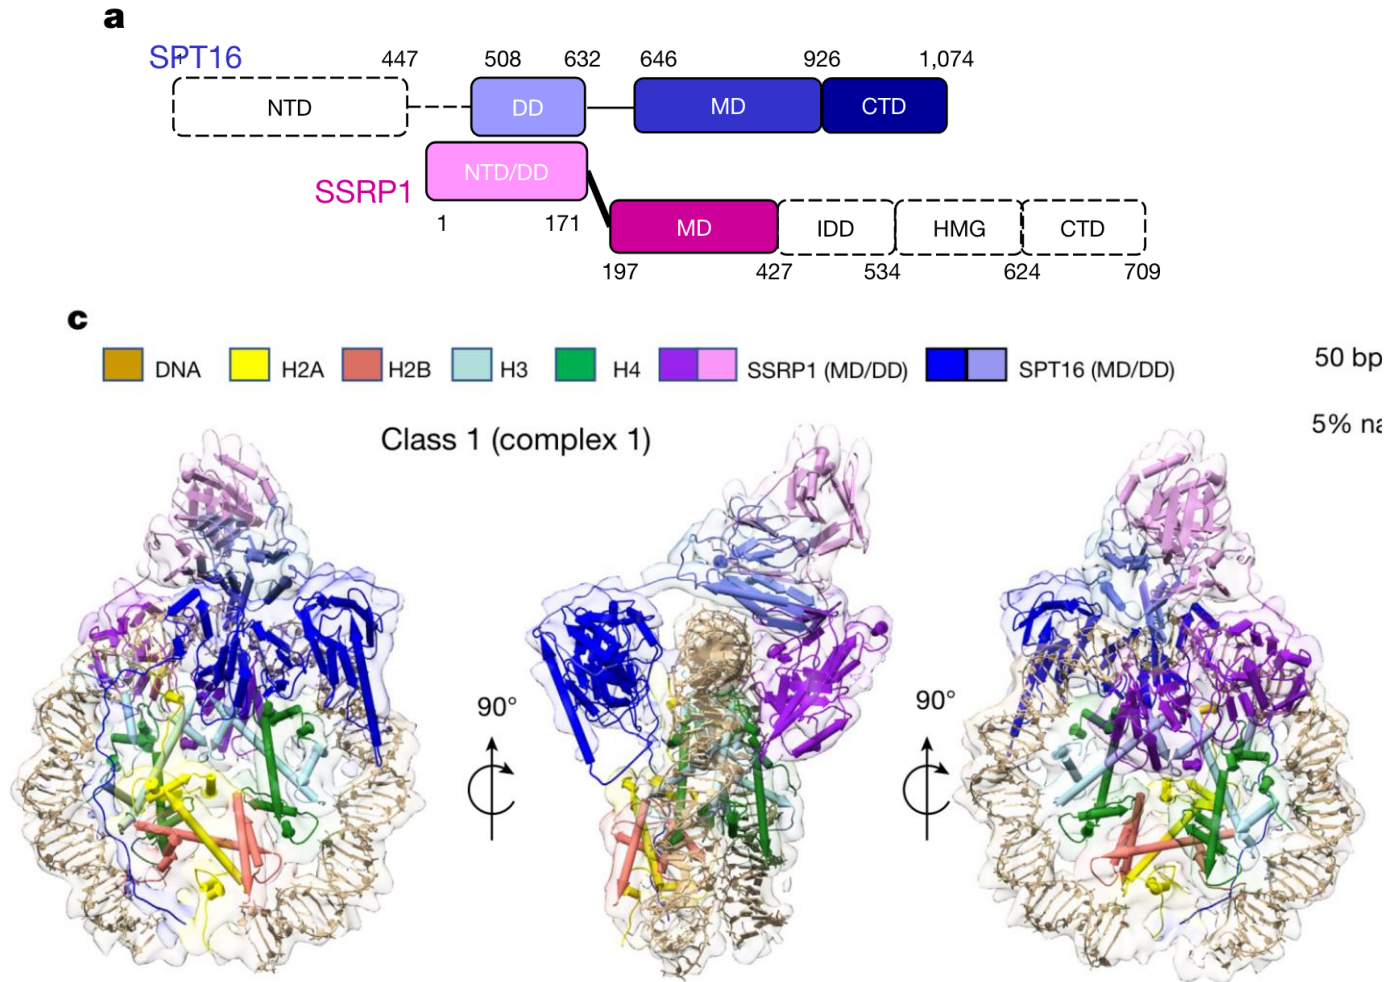 a
SPT16
1 447 508 632 646 926 1,074
NTD DD MD CTD
NTD/DD
SSRP1
1 171
MD IDD HMG CTD
197 427 534 624 709
c
DNA H2A H2B H3 H4 SSRP1 (MD/DD) SPT16 (MD/DD)
50 bp
5% na
Class 1 (complex 1)
90° 90°